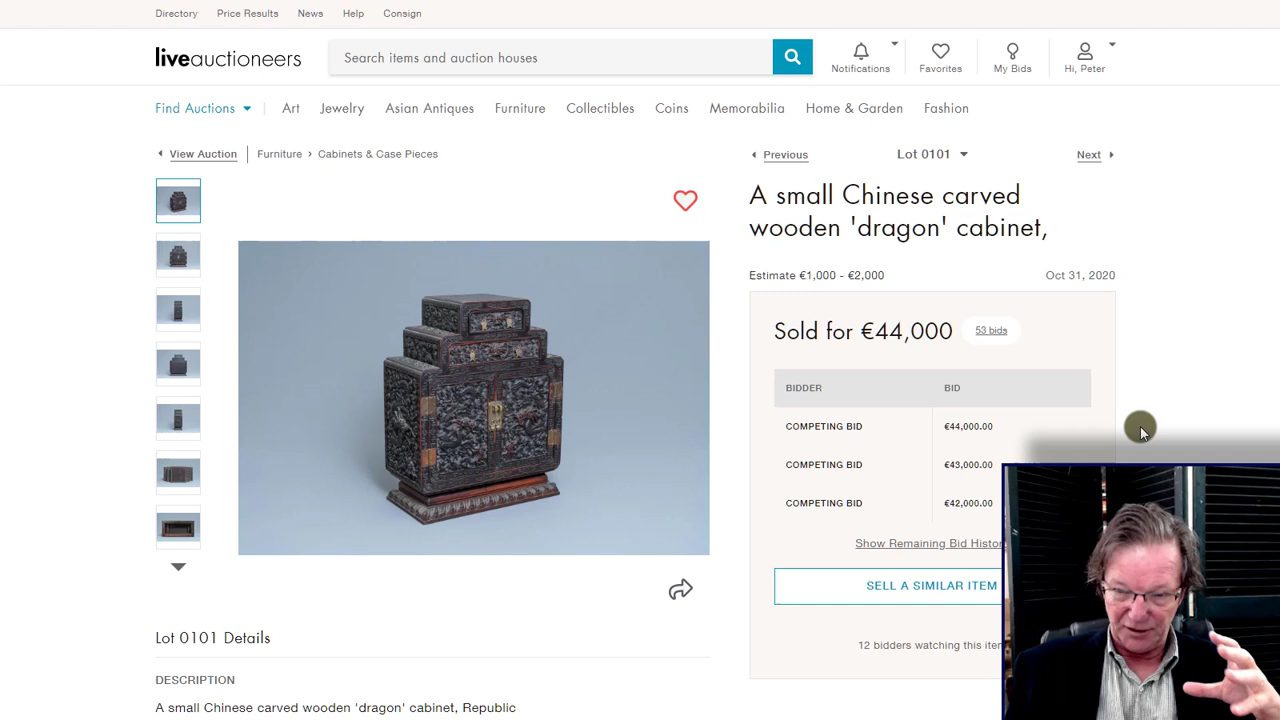 Directory Price Results News Help Consign
liveauctioneers
Search items and auction houses
Notifications Favorites My Bids Hi, Peter
Find Auctions Art Jewelry Asian Antiques Furniture Collectibles Coins Memorabilia Home & Garden Fashion
View Auction Furniture › Cabinets & Case Pieces
Previous Lot 0101 Next
A small Chinese carved
wooden 'dragon' cabinet,
Estimate €1,000 - €2,000 Oct 31, 2020
Sold for €44,000 53 bids
BIDDER BID
COMPETING BID €44,000.00
COMPETING BID €43,000.00
COMPETING BID €42,000.00
Show Remaining Bid Histor
SELL A SIMILAR ITEM
12 bidders watching this iten
Lot 0101 Details
DESCRIPTION
A small Chinese carved wooden 'dragon' cabinet, Republic